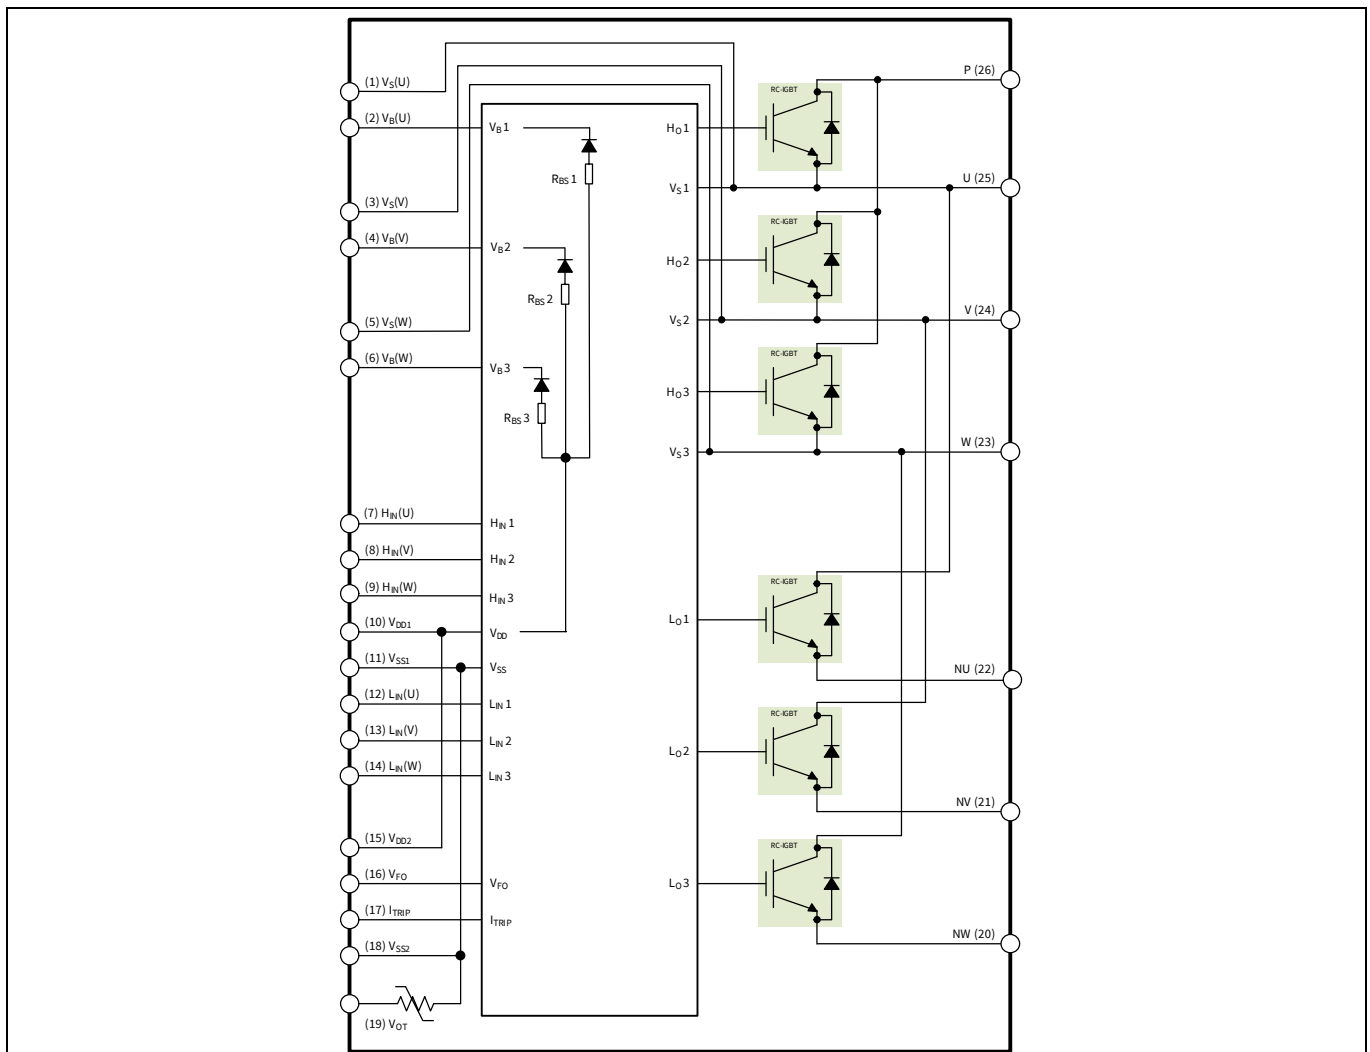 (1) VS(U)
(2) VB(U)
(3) VS(V)
(4) VB(V)
(5) VS(W)
(6) VB(W)
(7) HIN(U)
(8) HIN(V)
(9) HIN(W)
(10) VDD1
(11) VSS1
(12) LIN(U)
(13) LIN(V)
(14) LIN(W)
(15) VDD2
(16) VFO
(17) ITRIP
(18) VSS2
(19) VOT
VB1
RBS1
VB2
RBS2
VB3
RBS3
HIN1
HIN2
HIN3
VDD
VSS
LIN1
LIN2
LIN3
VFO
ITRIP
HO1
VS1
HO2
VS2
HO3
VS3
LO1
LO2
LO3
RC-IGBT
RC-IGBT
RC-IGBT
RC-IGBT
RC-IGBT
RC-IGBT
P (26)
U (25)
V (24)
W (23)
NU (22)
NV (21)
NW (20)